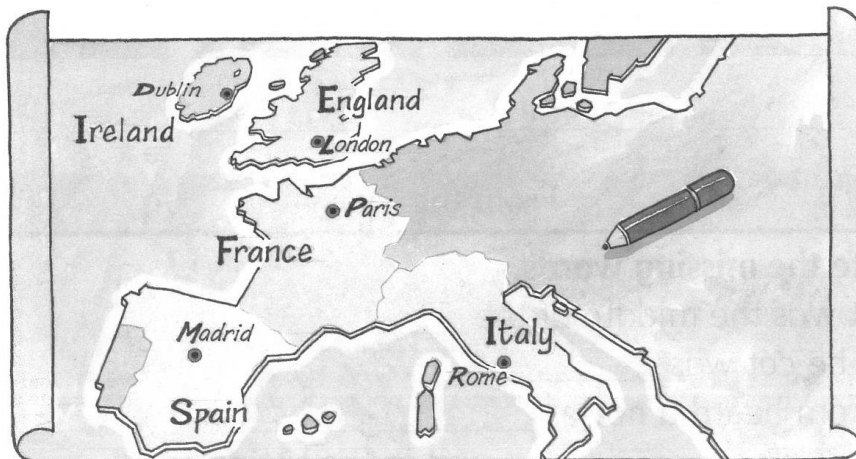 Dublin
Ireland
England
London
Paris
France
Madrid
Spain
Italy
Rome